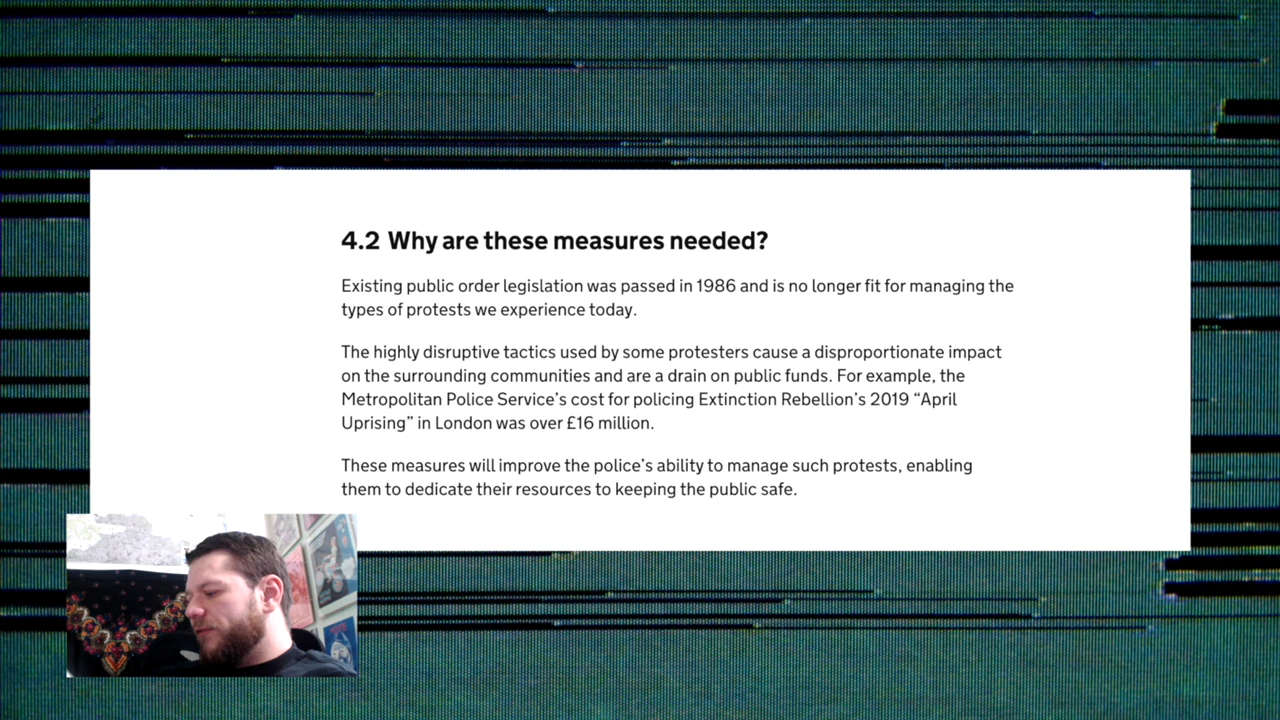 4.2 Why are these measures needed?
Existing public order legislation was passed in 1986 and is no longer fit for managing the
types of protests we experience today.
The highly disruptive tactics used by some protesters cause a disproportionate impact
on the surrounding communities and are a drain on public funds. For example, the
Metropolitan Police Service’s cost for policing Extinction Rebellion’s 2019 “April
Uprising” in London was over £16 million.
These measures will improve the police’s ability to manage such protests, enabling
them to dedicate their resources to keeping the public safe.